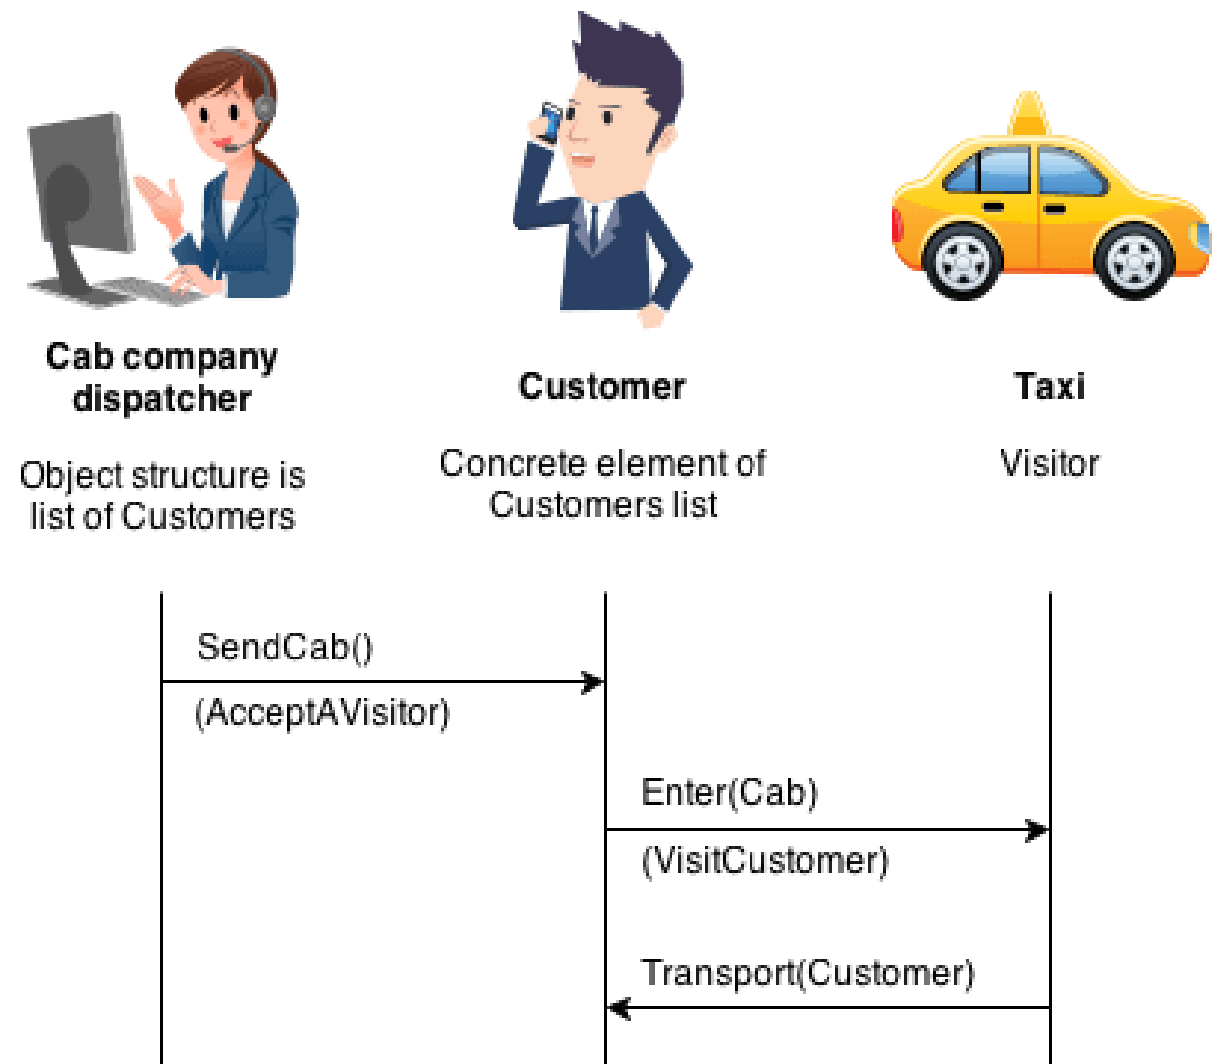 Cab company
dispatcher
Customer
Taxi
Object structure is
list of Customers
Concrete element of
Customers list
Visitor
SendCab()
(AcceptAVisitor)
Enter(Cab)
(VisitCustomer)
Transport(Customer)